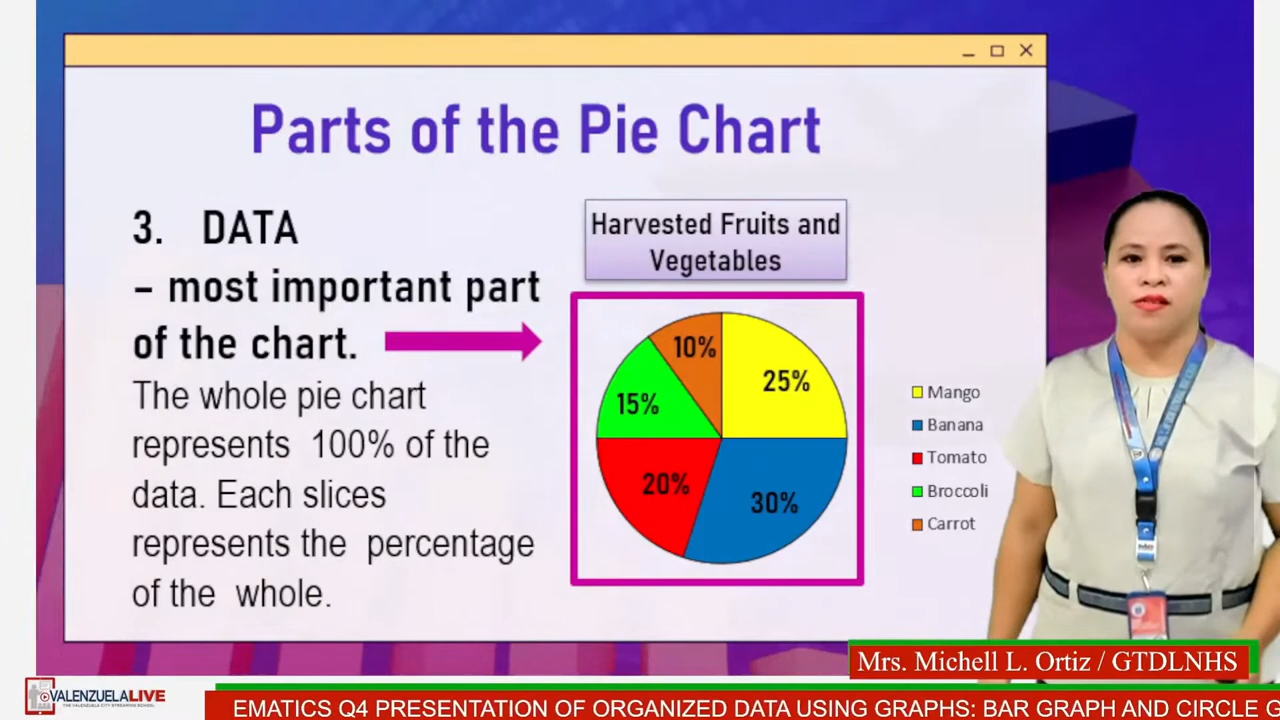 Parts of the Pie Chart
3. DATA
– most important part
of the chart.
The whole pie chart
represents 100% of the
data. Each slices
represents the percentage
of the whole.
Harvested Fruits and
Vegetables
10%
25%
15%
20%
30%
Mango
Banana
Tomato
Broccoli
Carrot
Mrs. Michell L. Ortiz / GTDLNHS
VALENZUELALIVE
THE VALENZUELA CITY STREAMING SCHOOL
EMATICS Q4 PRESENTATION OF ORGANIZED DATA USING GRAPHS: BAR GRAPH AND CIRCLE G